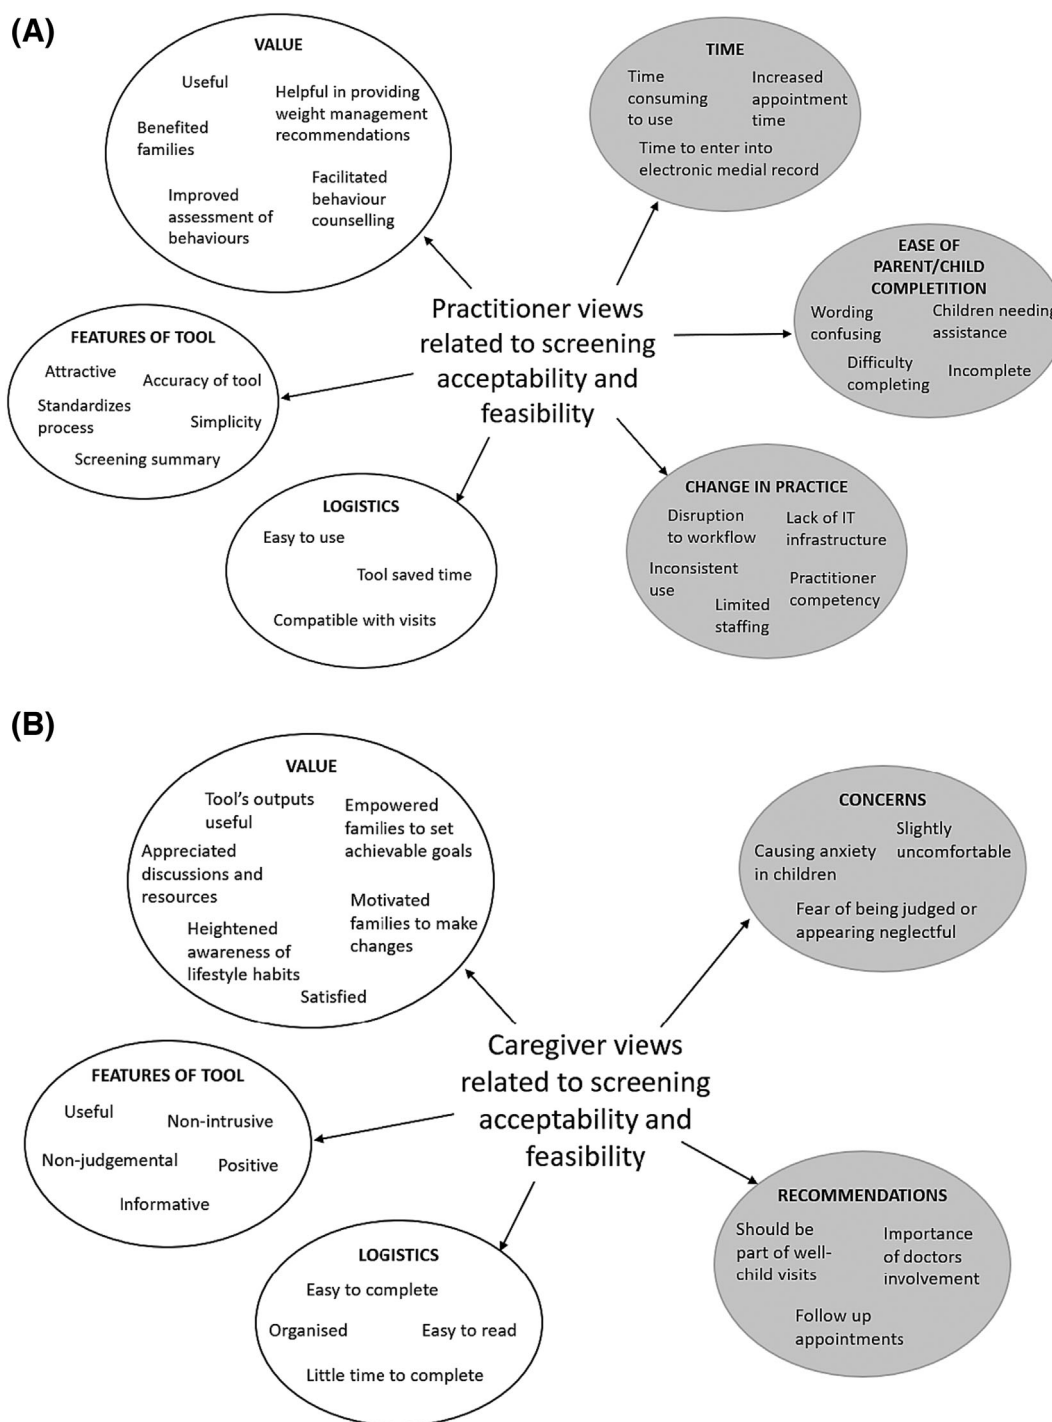 (A)
VALUE
Useful
Helpful in providing
weight management
recommendations
Benefited
families
Facilitated
behaviour
counselling
Improved
assessment of
behaviours
TIME
Time
consuming
to use
Increased
appointment
time
Time to enter into
electronic medial record
EASE OF
PARENT/CHILD
COMPLETITION
Wording
confusing
Children needing
assistance
Difficulty
completing
Incomplete
Practitioner views
related to screening
acceptability and
feasibility
FEATURES OF TOOL
Attractive
Accuracy of tool
Standardizes
process
Simplicity
Screening summary
LOGISTICS
Easy to use
Tool saved time
Compatible with visits
CHANGE IN PRACTICE
Disruption
to workflow
Lack of IT
infrastructure
Inconsistent
use
Practitioner
competency
Limited
staffing
(B)
VALUE
Tool's outputs
useful
Empowered
families to set
achievable goals
Appreciated
discussions and
resources
Motivated
families to make
changes
Heightened
awareness of
lifestyle habits
Satisfied
CONCERNS
Slightly
uncomfortable
Causing anxiety
in children
Fear of being judged or
appearing neglectful
Caregiver views
related to screening
acceptability and
feasibility
FEATURES OF TOOL
Useful
Non-intrusive
Non-judgemental
Positive
Informative
LOGISTICS
Easy to complete
Organised
Easy to read
Little time to complete
RECOMMENDATIONS
Should be
part of well-
child visits
Importance
of doctors
involvement
Follow up
appointments